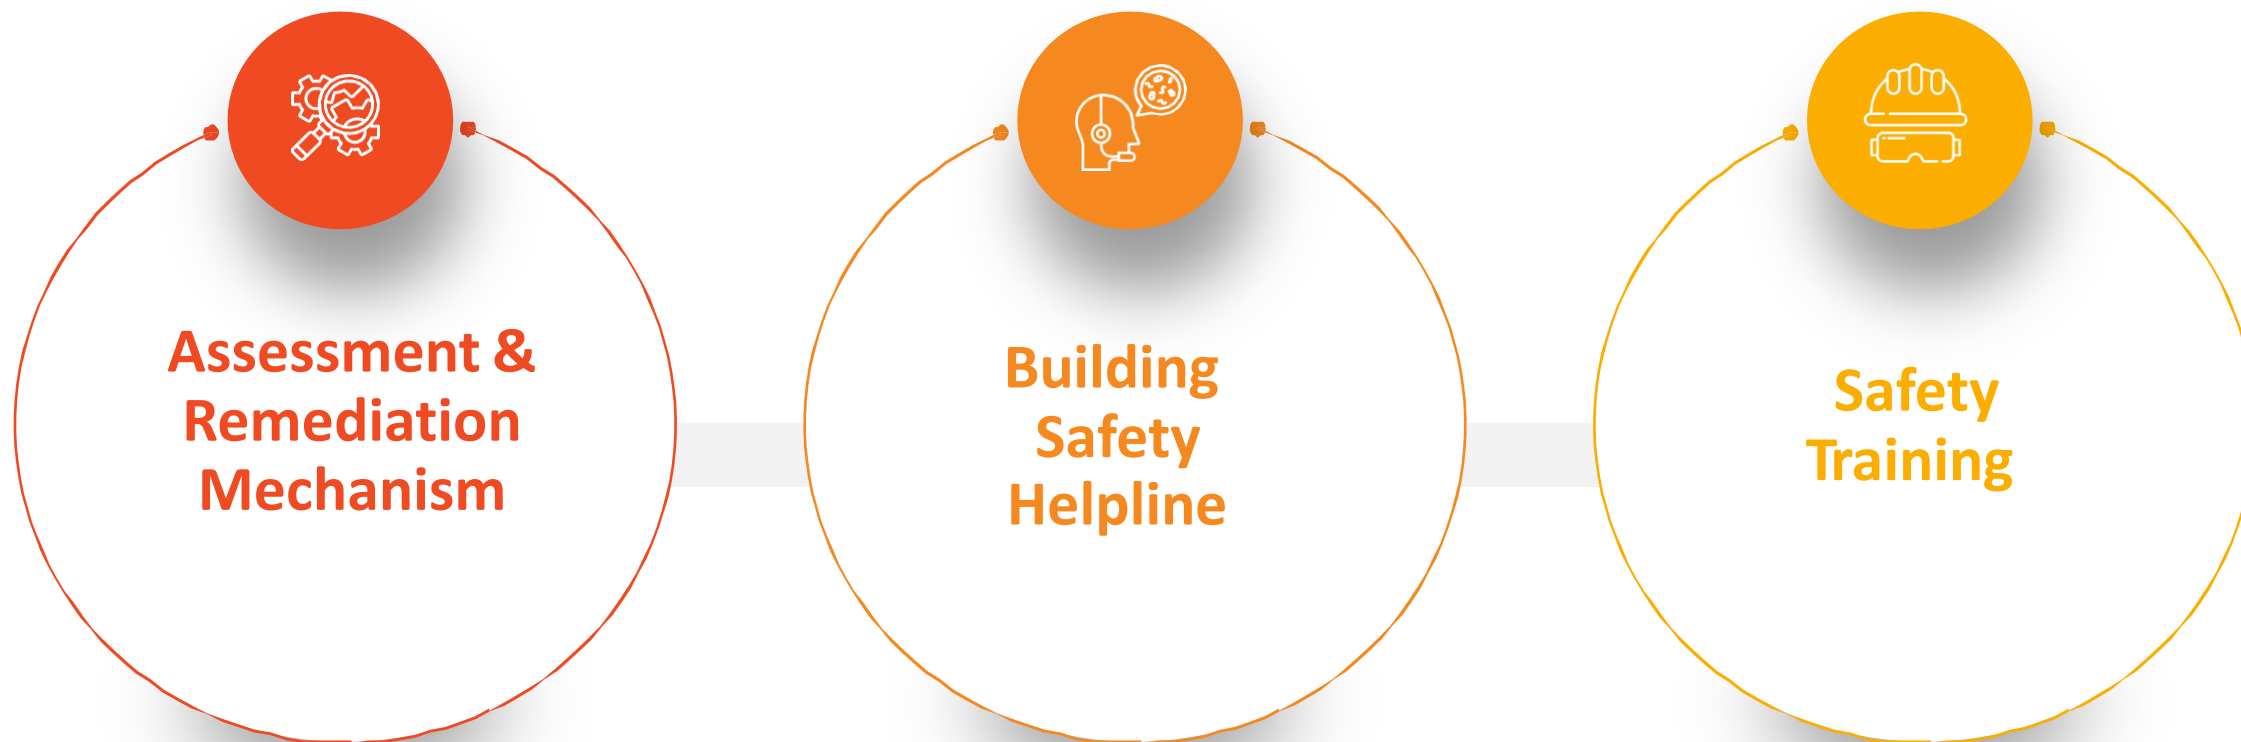 Assessment &
Remediation
Mechanism
Building
Safety
Helpline
Safety
Training